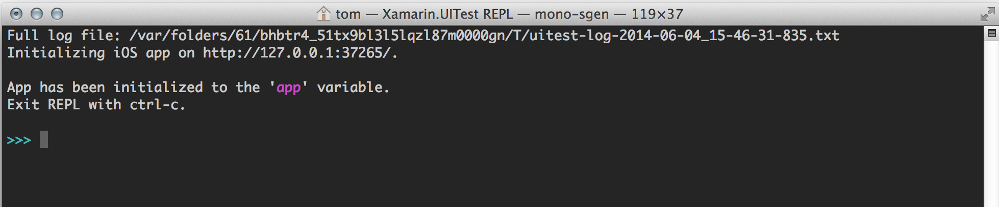 tom — Xamarin.UITest REPL — mono-sgen — 119×37
Full log file: /var/folders/61/bhbtr4_51tx9bl3l5lqzl87m0000gn/T/uitest-log-2014-06-04_15-46-31-835.txt
Initializing iOS app on http://127.0.0.1:37265/.
App has been initialized to the 'app' variable.
Exit REPL with ctrl-c.
>>>